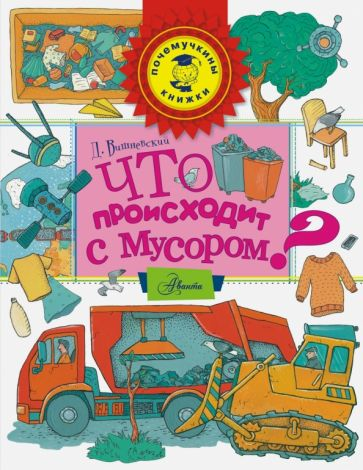 почемучкины
книжки
Д. Вишневский
ЧТО
ПРОИСХОДИТ
С МУСОРОМ?
Аванта